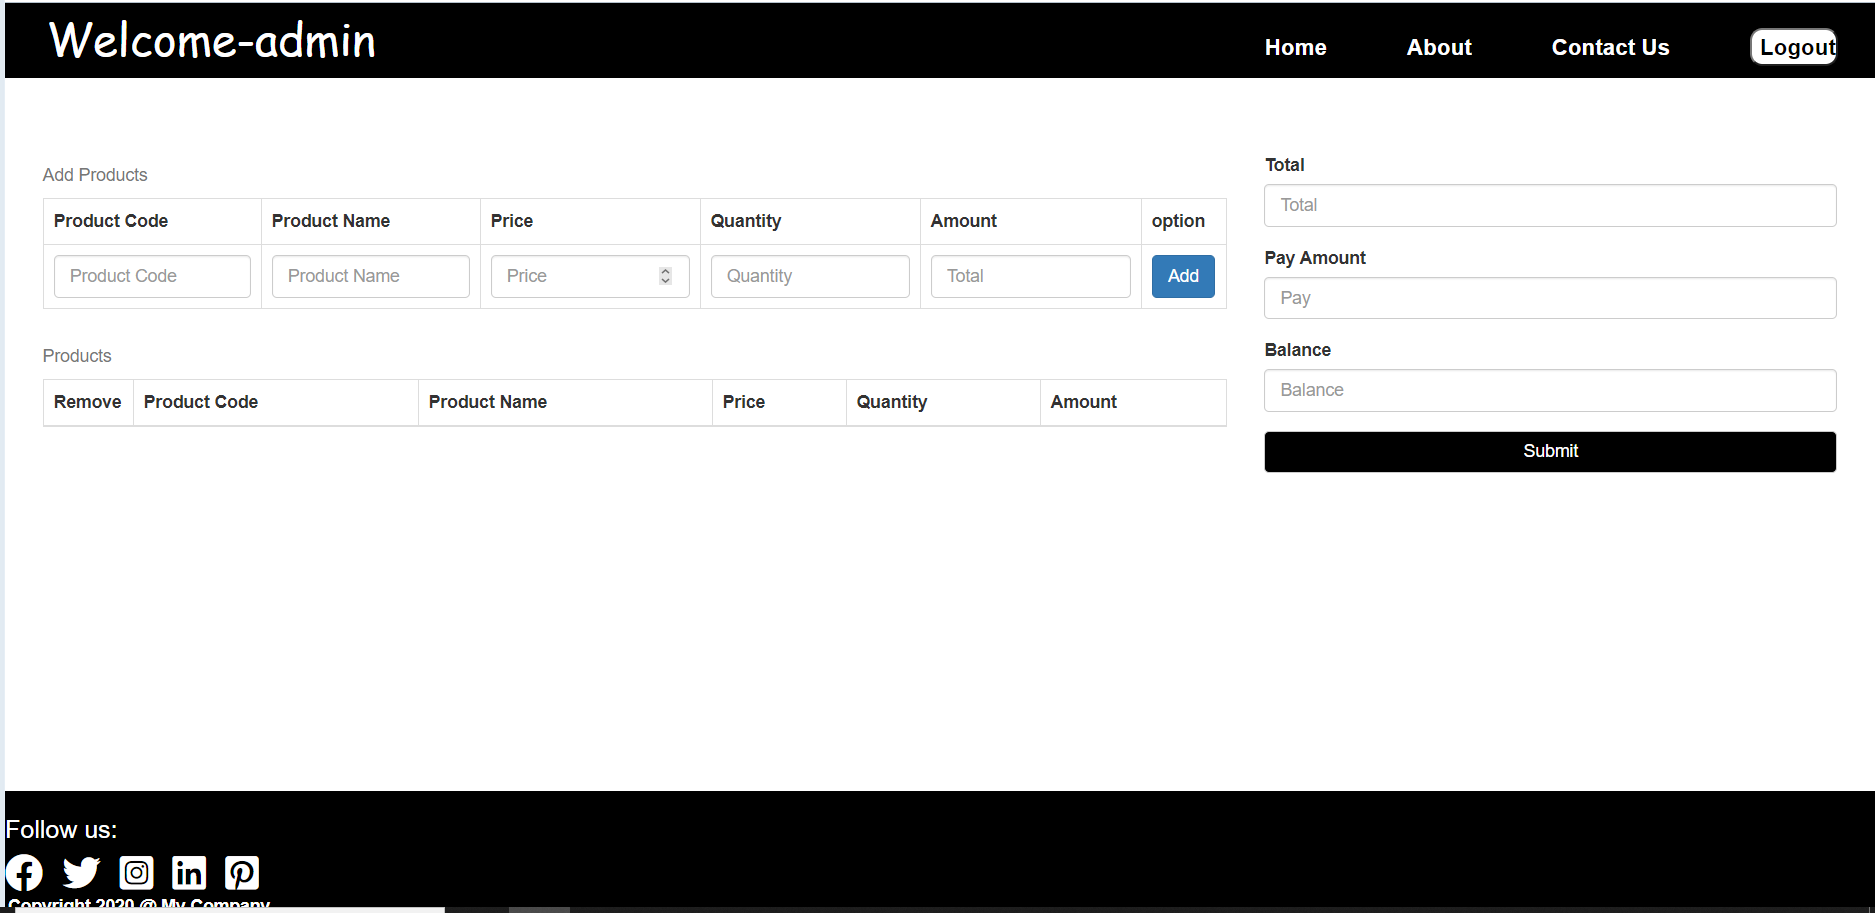 Welcome-admin
Home About Contact Us Logout
Add Products
Product Code Product Name Price Quantity Amount option
Product Code Product Name Price Quantity Total Add
Products
Remove Product Code Product Name Price Quantity Amount
Total
Total
Pay Amount
Pay
Balance
Balance
Submit
Follow us:
Copyright 2020 @ My Company